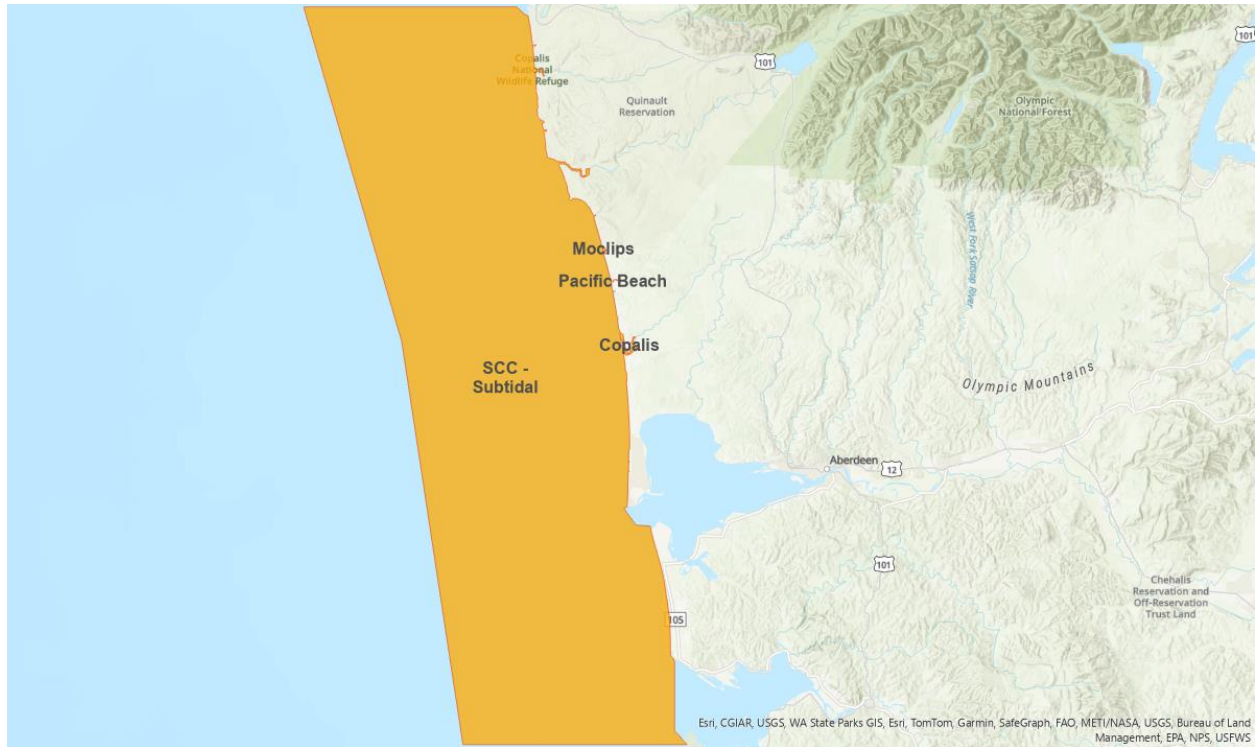 101
101
Copalis
National
Wildlife Refuge
Quinault
Reservation
Olympic
National Forest
West Fork Satsop River
Moclips
Pacific Beach
Copalis
SCC -
Subtidal
Olympic Mountains
Aberdeen
12
101
Chehalis
Reservation and
Off-Reservation
Trust Land
105
Esri, CGIAR, USGS, WA State Parks GIS, Esri, TomTom, Garmin, SafeGraph, FAO, METI/NASA, USGS, Bureau of Land
Management, EPA, NPS, USFWS